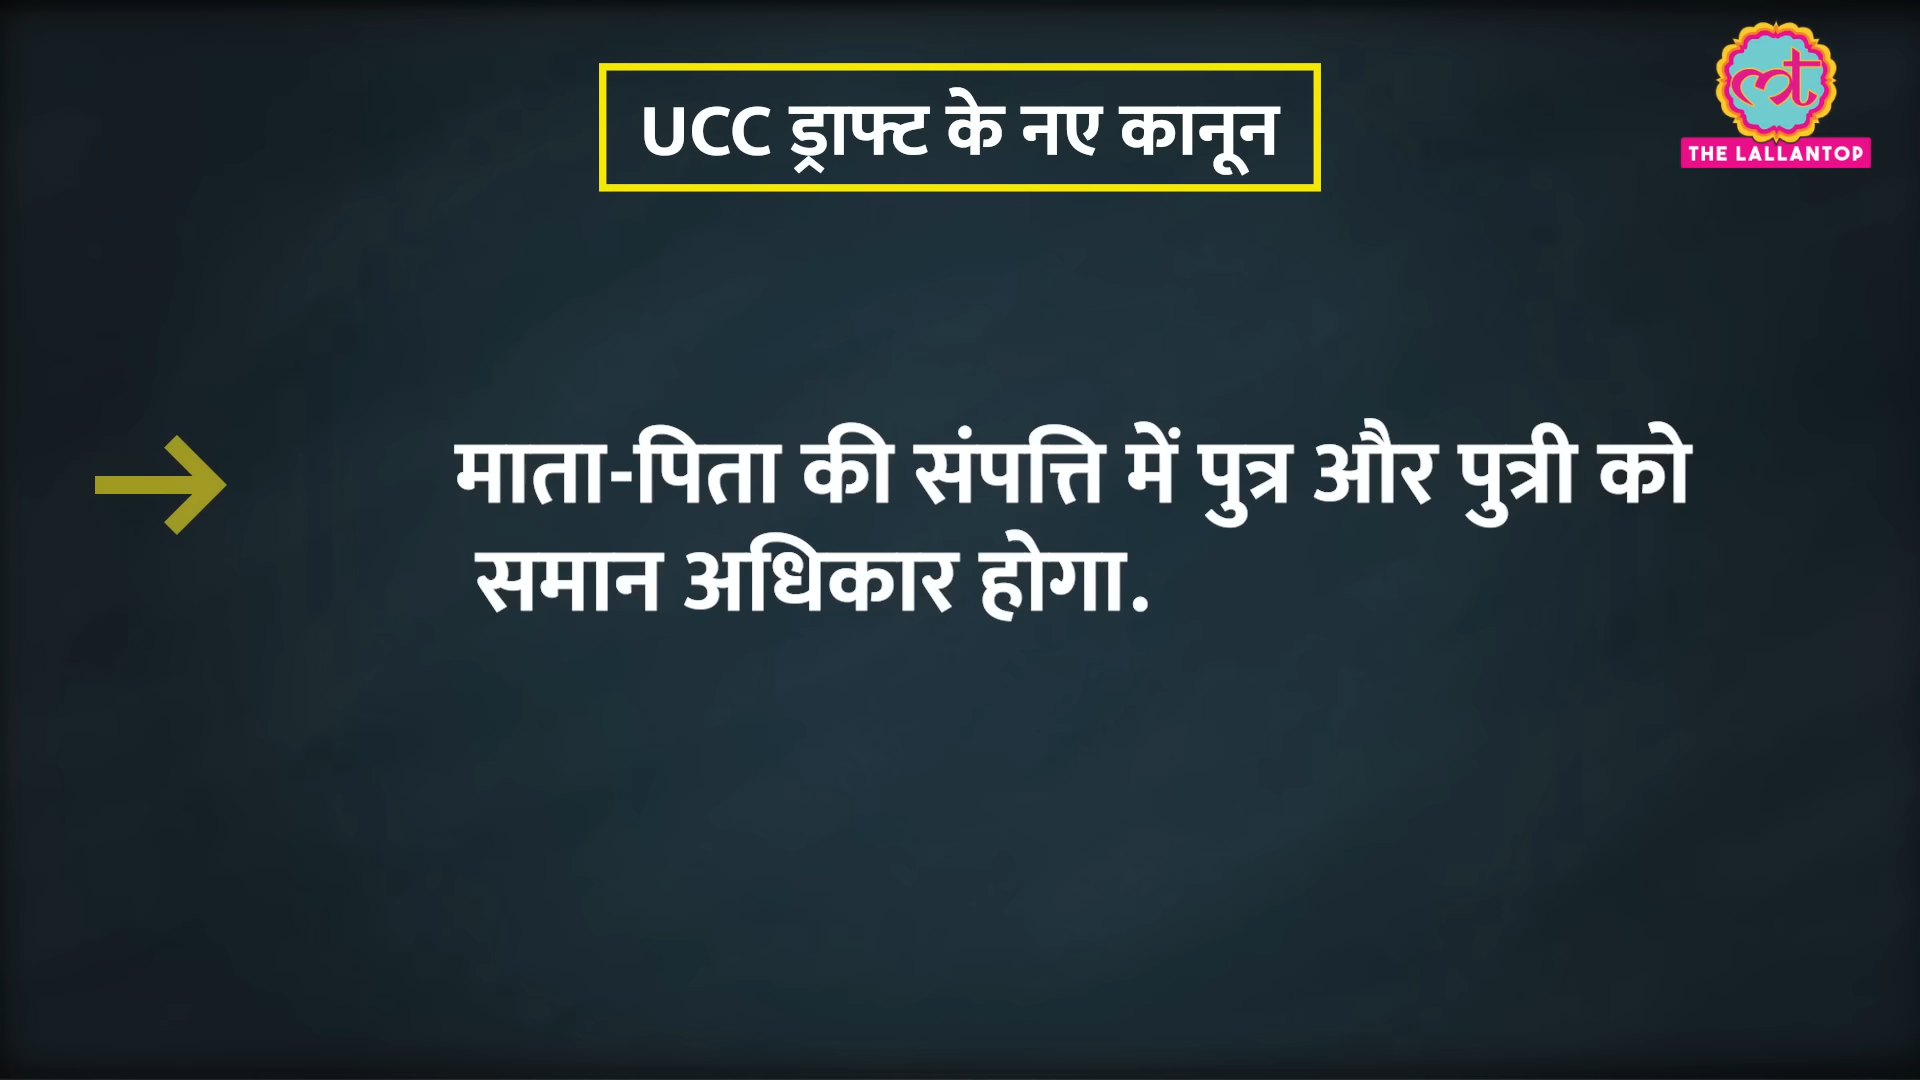 UCC ड्राफ्ट के नए कानून
THE LALLANTOP
माता-पिता की संपत्ति में पुत्र और पुत्री को
समान अधिकार होगा.